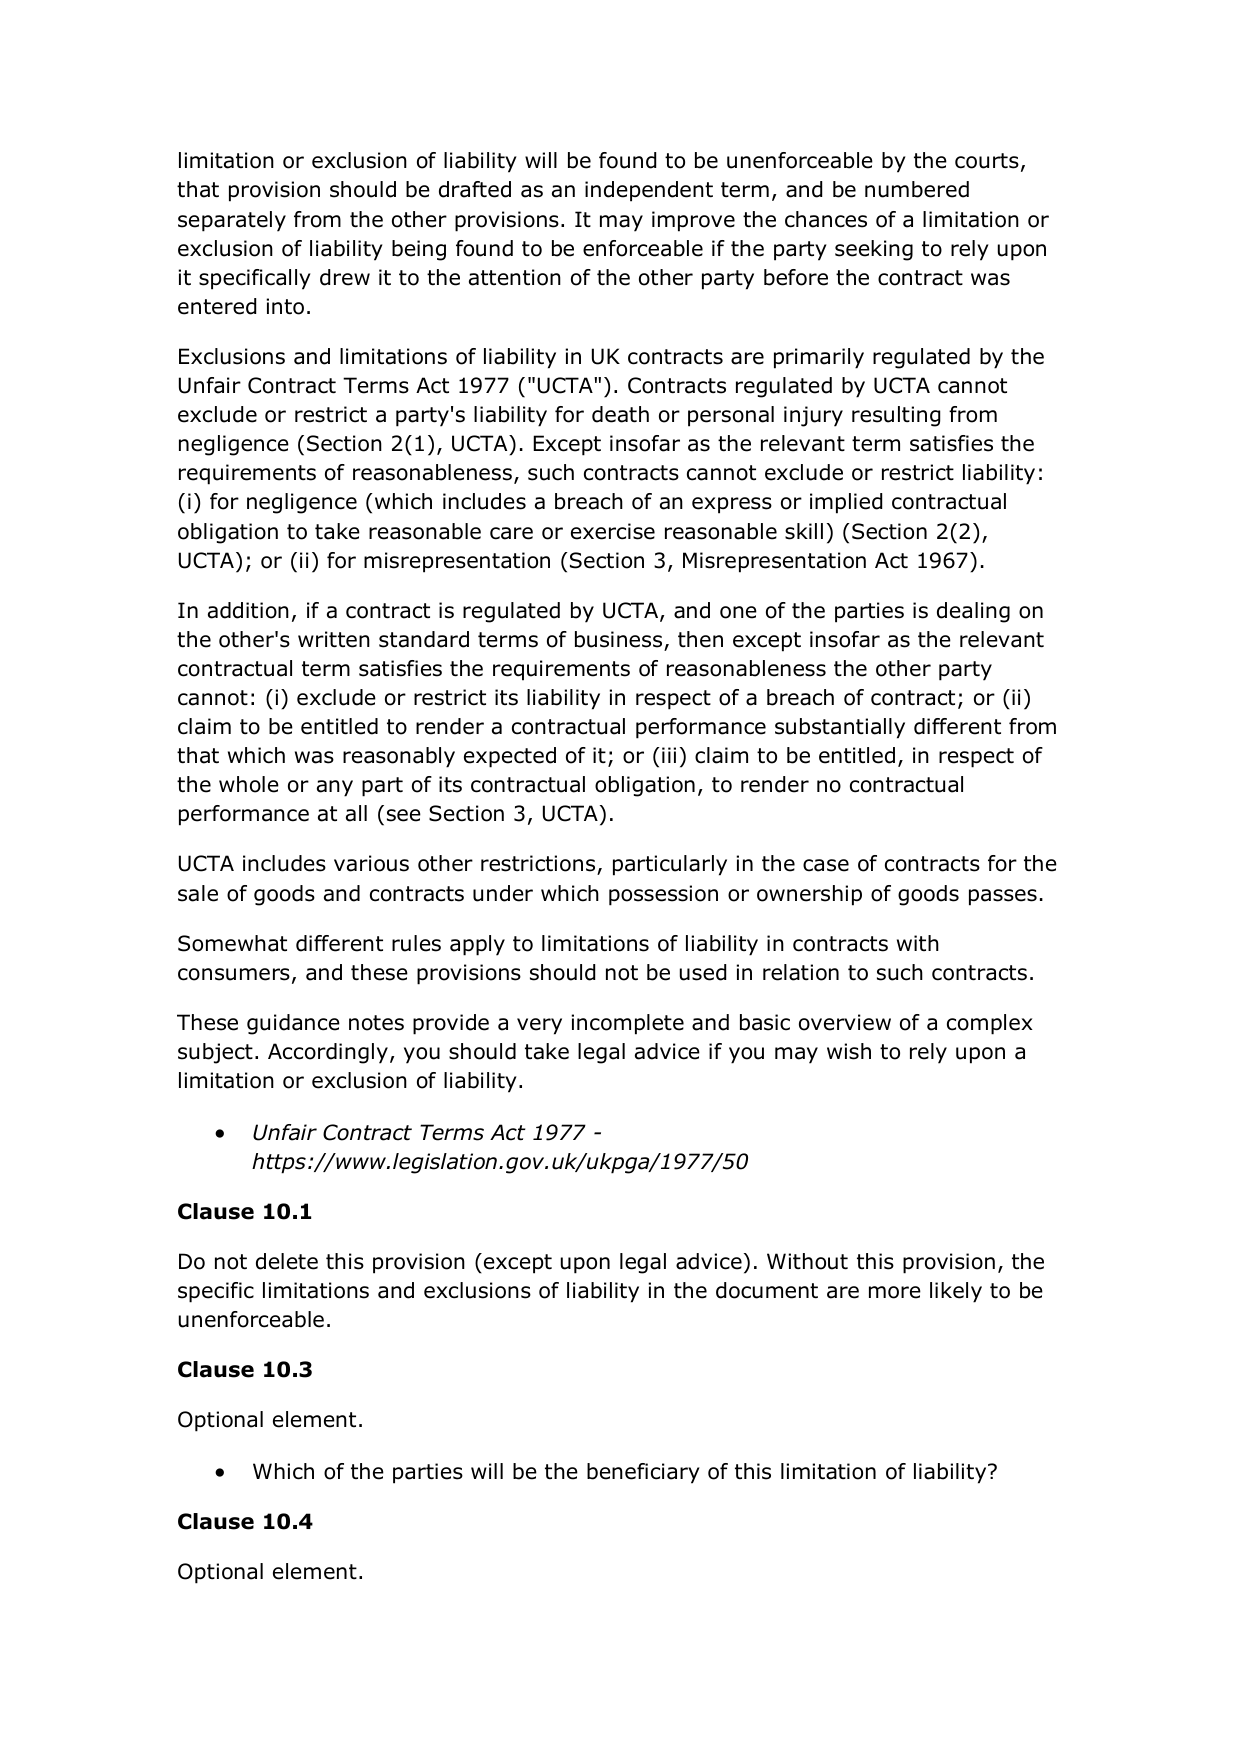 limitation or exclusion of liability will be found to be unenforceable by the courts,
that provision should be drafted as an independent term, and be numbered
separately from the other provisions. It may improve the chances of a limitation or
exclusion of liability being found to be enforceable if the party seeking to rely upon
it specifically drew it to the attention of the other party before the contract was
entered into.
Exclusions and limitations of liability in UK contracts are primarily regulated by the
Unfair Contract Terms Act 1977 ("UCTA"). Contracts regulated by UCTA cannot
exclude or restrict a party's liability for death or personal injury resulting from
negligence (Section 2(1), UCTA). Except insofar as the relevant term satisfies the
requirements of reasonableness, such contracts cannot exclude or restrict liability:
(i) for negligence (which includes a breach of an express or implied contractual
obligation to take reasonable care or exercise reasonable skill) (Section 2(2),
UCTA); or (ii) for misrepresentation (Section 3, Misrepresentation Act 1967).
In addition, if a contract is regulated by UCTA, and one of the parties is dealing on
the other's written standard terms of business, then except insofar as the relevant
contractual term satisfies the requirements of reasonableness the other party
cannot: (i) exclude or restrict its liability in respect of a breach of contract; or (ii)
claim to be entitled to render a contractual performance substantially different from
that which was reasonably expected of it; or (iii) claim to be entitled, in respect of
the whole or any part of its contractual obligation, to render no contractual
performance at all (see Section 3, UCTA).
UCTA includes various other restrictions, particularly in the case of contracts for the
sale of goods and contracts under which possession or ownership of goods passes.
Somewhat different rules apply to limitations of liability in contracts with
consumers, and these provisions should not be used in relation to such contracts.
These guidance notes provide a very incomplete and basic overview of a complex
subject. Accordingly, you should take legal advice if you may wish to rely upon a
limitation or exclusion of liability.
• Unfair Contract Terms Act 1977 -
https://www.legislation.gov.uk/ukpga/1977/50
Clause 10.1
Do not delete this provision (except upon legal advice). Without this provision, the
specific limitations and exclusions of liability in the document are more likely to be
unenforceable.
Clause 10.3
Optional element.
• Which of the parties will be the beneficiary of this limitation of liability?
Clause 10.4
Optional element.